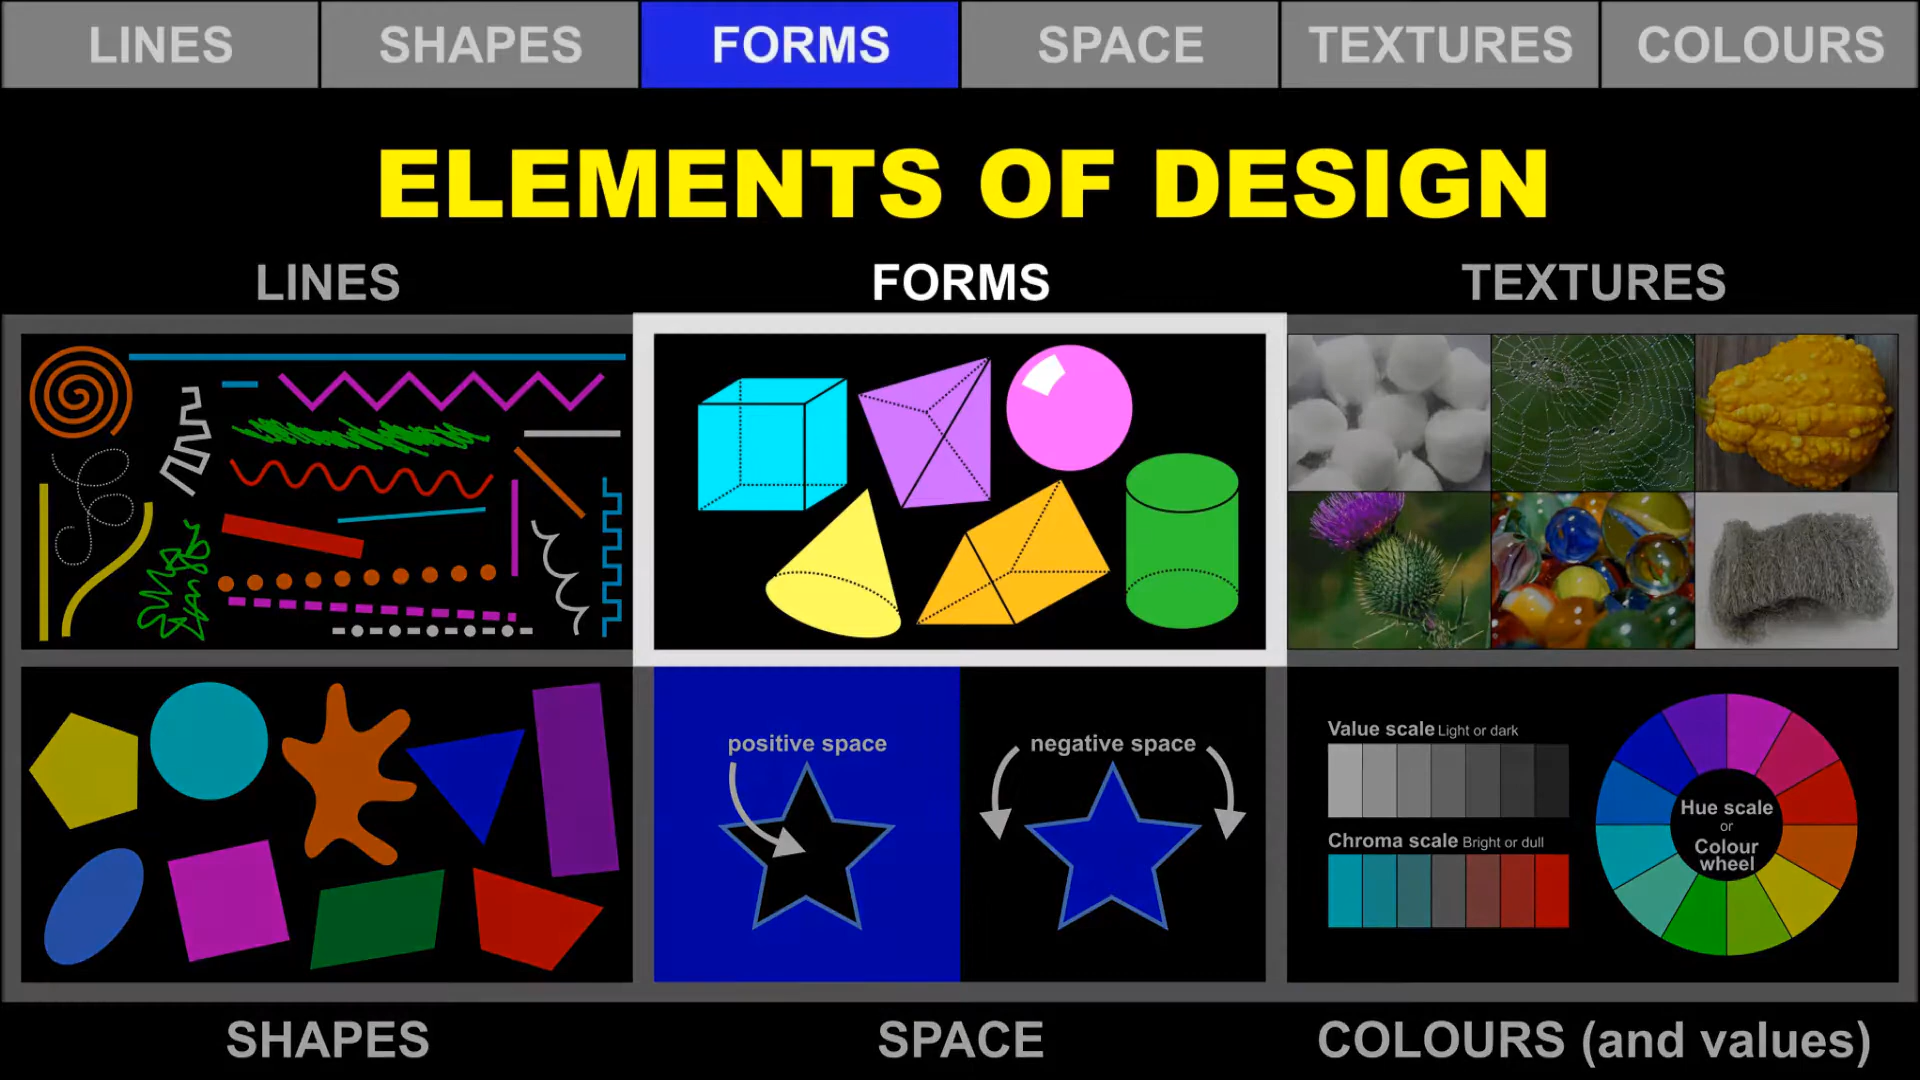 LINES
SHAPES
FORMS
SPACE
TEXTURES
COLOURS
ELEMENTS OF DESIGN
LINES
FORMS
TEXTURES
positive space
negative space
Value scale Light or dark
Chroma scale Bright or dull
Hue scale
or
Colour
wheel
SHAPES
SPACE
COLOURS (and values)